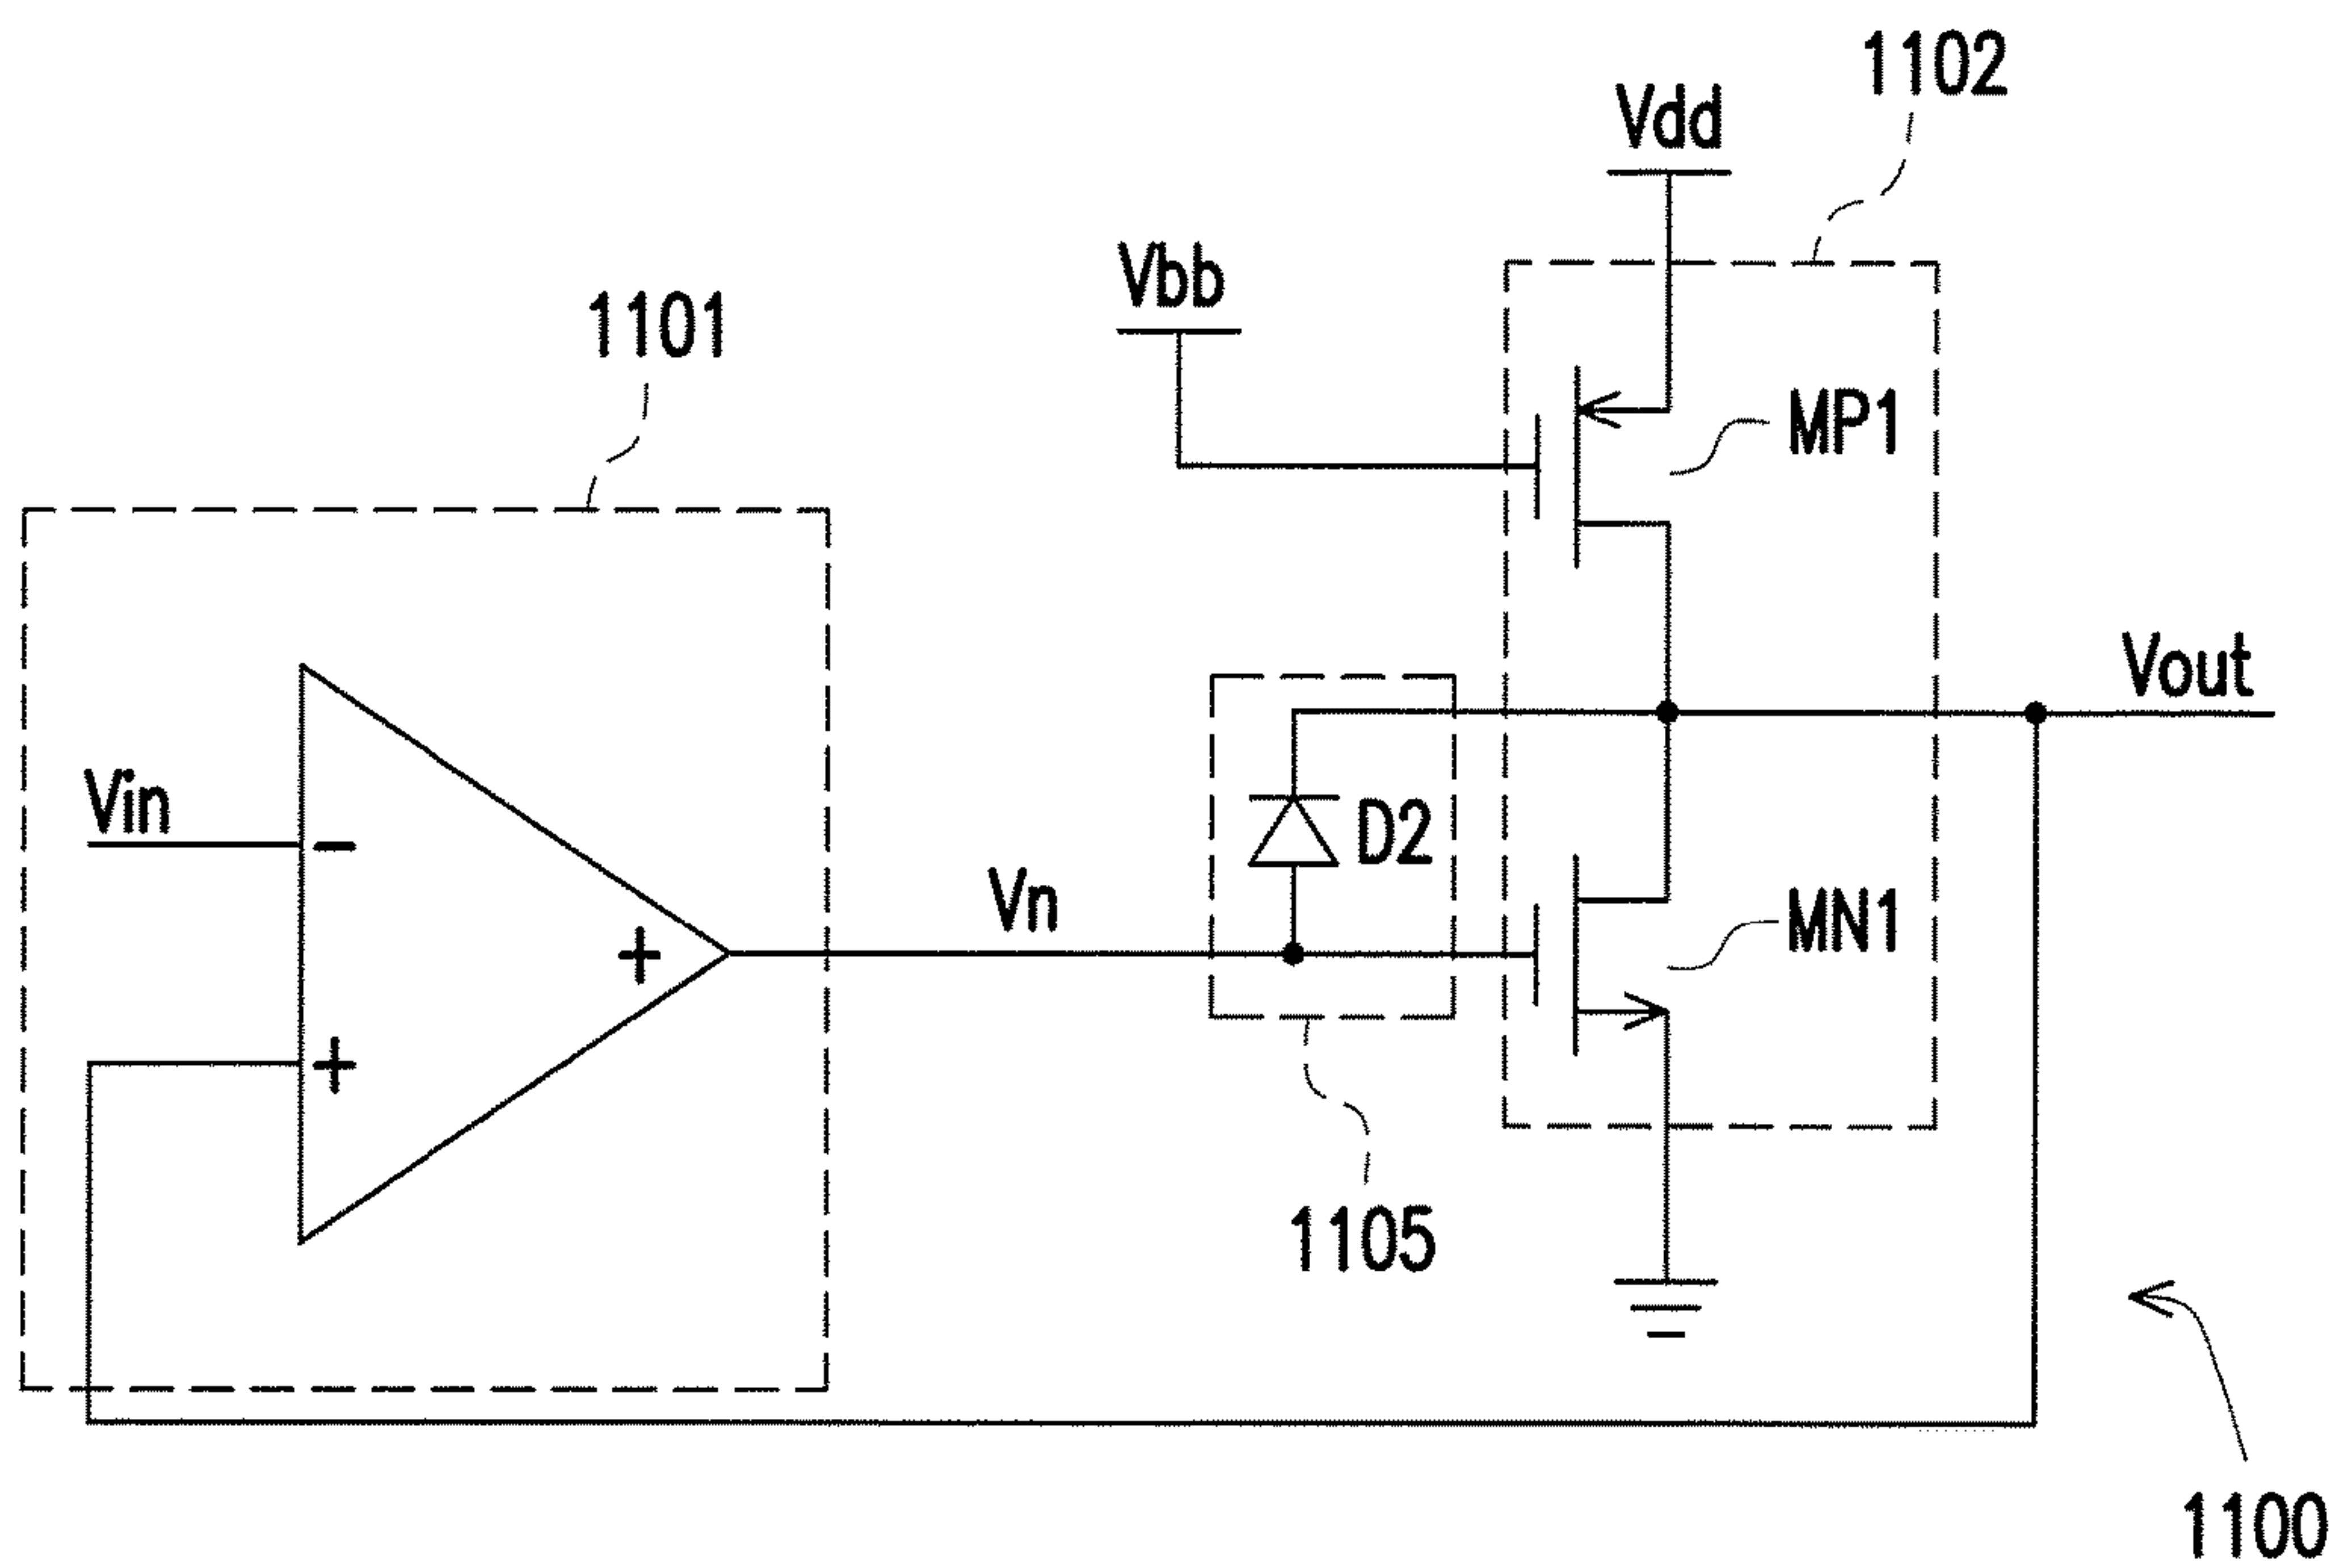 1102
Vdd
Vbb
1101
MP1
Vout
Vin
-
D2
Vn
MN1
+
+
1105
1100